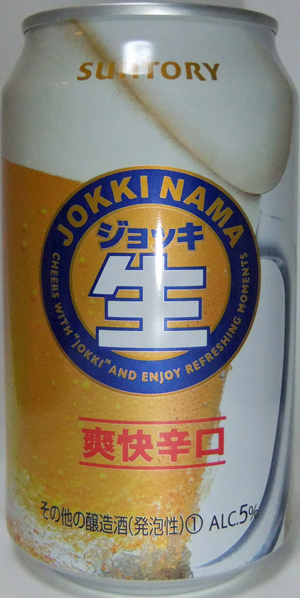 SUNTORY
JOKKI NAMA
ジョッキ
生
CHEERS WITH "JOKKI" AND ENJOY REFRESHING MOMENTS
爽快辛口
その他の醸造酒(発泡性)① ALC.5%